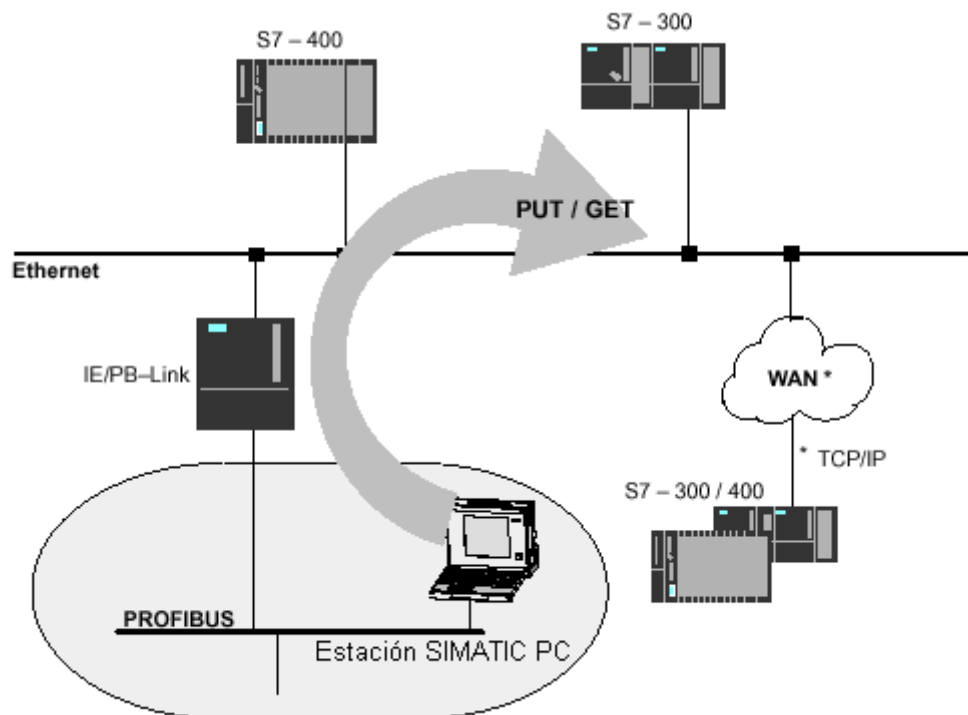 S7 – 400
S7 – 300
PUT / GET
Ethernet
IE/PB–Link
WAN *
* TCP/IP
S7 – 300 / 400
PROFIBUS
Estación SIMATIC PC